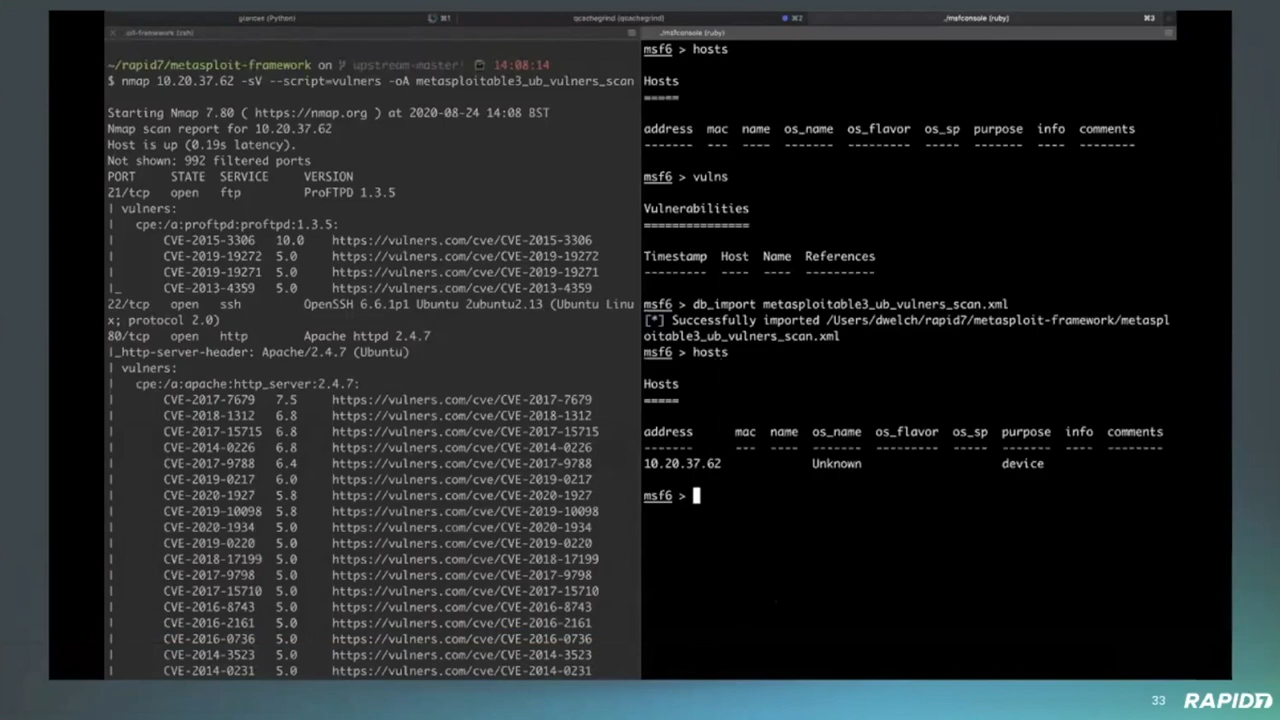 ./msfconsole (ruby)
qcachegrind (qcachegrind)
⌘1
⌘2
./msfconsole (ruby)
⌘3
~/rapid7/metasploit-framework on upstream-master! 14:08:14
$ nmap 10.20.37.62 -sV --script=vulners -oA metasploitable3_ub_vulners_scan
Starting Nmap 7.80 ( https://nmap.org ) at 2020-08-24 14:08 BST
Nmap scan report for 10.20.37.62
Host is up (0.19s latency).
Not shown: 992 filtered ports
PORT STATE SERVICE VERSION
21/tcp open ftp ProFTPD 1.3.5
| vulners:
| cpe:/a:proftpd:proftpd:1.3.5:
| CVE-2015-3306 10.0 https://vulners.com/cve/CVE-2015-3306
| CVE-2019-19272 5.0 https://vulners.com/cve/CVE-2019-19272
| CVE-2019-19271 5.0 https://vulners.com/cve/CVE-2019-19271
|_ CVE-2013-4359 5.0 https://vulners.com/cve/CVE-2013-4359
22/tcp open ssh OpenSSH 6.6.1p1 Ubuntu 2ubuntu2.13 (Ubuntu Linu
x; protocol 2.0)
80/tcp open http Apache httpd 2.4.7
|_http-server-header: Apache/2.4.7 (Ubuntu)
| vulners:
| cpe:/a:apache:http_server:2.4.7:
| CVE-2017-7679 7.5 https://vulners.com/cve/CVE-2017-7679
| CVE-2018-1312 6.8 https://vulners.com/cve/CVE-2018-1312
| CVE-2017-15715 6.8 https://vulners.com/cve/CVE-2017-15715
| CVE-2014-0226 6.8 https://vulners.com/cve/CVE-2014-0226
| CVE-2017-9788 6.4 https://vulners.com/cve/CVE-2017-9788
| CVE-2019-0217 6.0 https://vulners.com/cve/CVE-2019-0217
| CVE-2020-1927 5.8 https://vulners.com/cve/CVE-2020-1927
| CVE-2019-10098 5.8 https://vulners.com/cve/CVE-2019-10098
| CVE-2020-1934 5.0 https://vulners.com/cve/CVE-2020-1934
| CVE-2019-0220 5.0 https://vulners.com/cve/CVE-2019-0220
| CVE-2018-17199 5.0 https://vulners.com/cve/CVE-2018-17199
| CVE-2017-9798 5.0 https://vulners.com/cve/CVE-2017-9798
| CVE-2017-15710 5.0 https://vulners.com/cve/CVE-2017-15710
| CVE-2016-8743 5.0 https://vulners.com/cve/CVE-2016-8743
| CVE-2016-2161 5.0 https://vulners.com/cve/CVE-2016-2161
| CVE-2016-0736 5.0 https://vulners.com/cve/CVE-2016-0736
| CVE-2014-3523 5.0 https://vulners.com/cve/CVE-2014-3523
| CVE-2014-0231 5.0 https://vulners.com/cve/CVE-2014-0231
msf6 > hosts
Hosts
=====
address mac name os_name os_flavor os_sp purpose info comments
------- --- ---- ------- --------- ----- ------- ---- --------
msf6 > vulns
Vulnerabilities
===============
Timestamp Host Name References
--------- ---- ---- ----------
msf6 > db_import metasploitable3_ub_vulners_scan.xml
[*] Successfully imported /Users/dwelch/rapid7/metasploit-framework/metaspl
oitable3_ub_vulners_scan.xml
msf6 > hosts
Hosts
=====
address mac name os_name os_flavor os_sp purpose info comments
------- --- ---- ------- --------- ----- ------- ---- --------
10.20.37.62 Unknown device
msf6 >
33 RAPID7